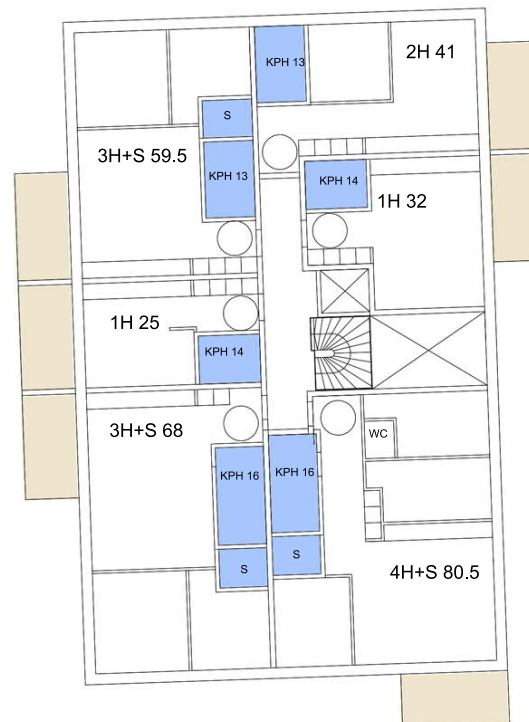 KPH 13
2H 41
S
3H+S 59.5
KPH 13
KPH 14
1H 32
1H 25
KPH 14
3H+S 68
WC
KPH 16
KPH 16
S
S
4H+S 80.5